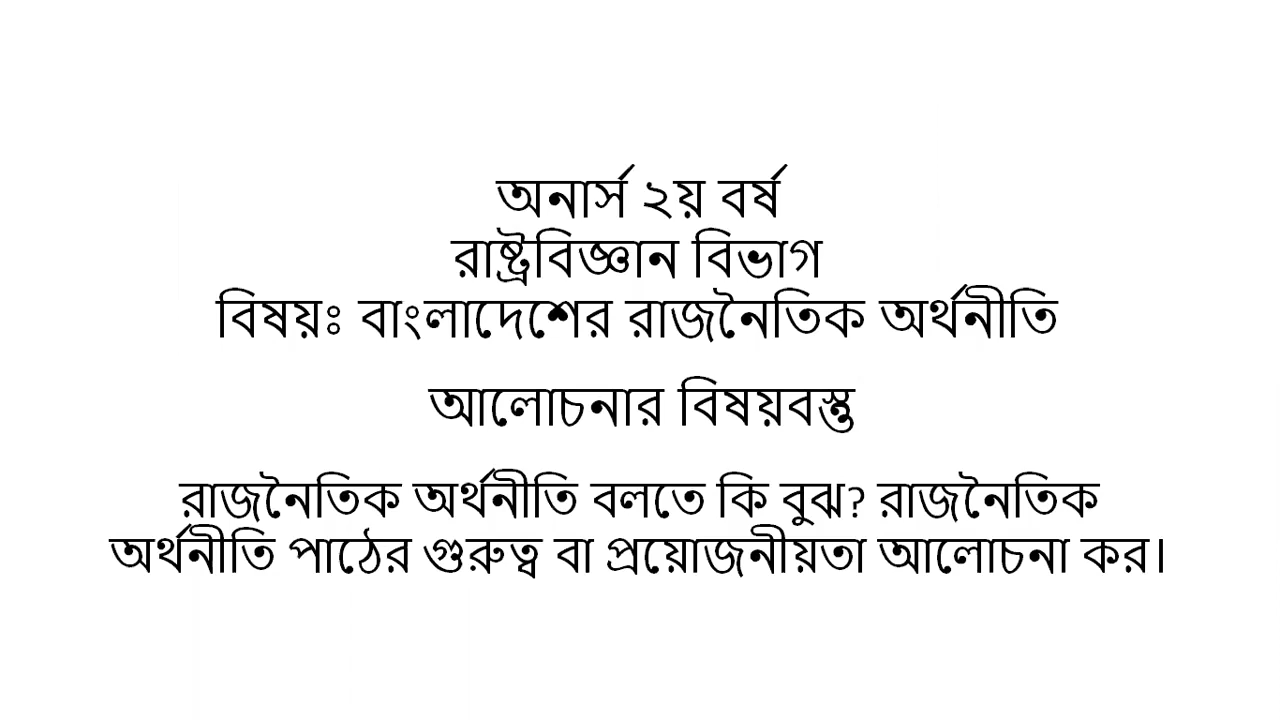 অনার্স ২য় বর্ষ
রাষ্ট্রবিজ্ঞান বিভাগ
বিষয়ঃ বাংলাদেশের রাজনৈতিক অর্থনীতি
আলোচনার বিষয়বস্তু
রাজনৈতিক অর্থনীতি বলতে কি বুঝ? রাজনৈতিক
অর্থনীতি পাঠের গুরুত্ব বা প্রয়োজনীয়তা আলোচনা কর।